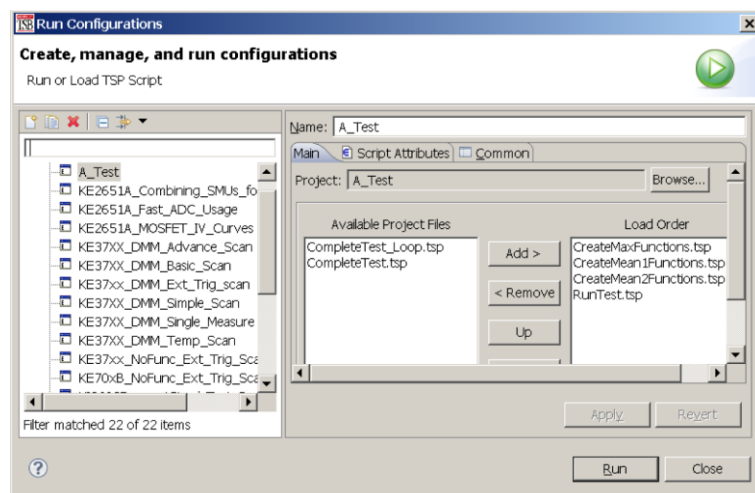 TSB Run Configurations
Create, manage, and run configurations
Run or Load TSP Script
Name: A_Test
Main Script Attributes Common
Project: A_Test Browse...
A_Test
KE2651A_Combining_SMUs_fo
KE2651A_Fast_ADC_Usage
KE2651A_MOSFET_IV_Curves
KE37XX_DMM_Advance_Scan
KE37XX_DMM_Basic_Scan
KE37XX_DMM_Ext_Trig_scan
KE37XX_DMM_Simple_Scan
KE37XX_DMM_Single_Measure
KE37XX_DMM_Temp_Scan
KE37xx_NoFunc_Ext_Trig_Sca
KE70xB_NoFunc_Ext_Trig_Sca
Filter matched 22 of 22 items
Available Project Files
CompleteTest_Loop.tsp
CompleteTest.tsp
Add >
< Remove
Up
Load Order
CreateMaxFunctions.tsp
CreateMean1Functions.tsp
CreateMean2Functions.tsp
RunTest.tsp
Apply Revert
Run Close